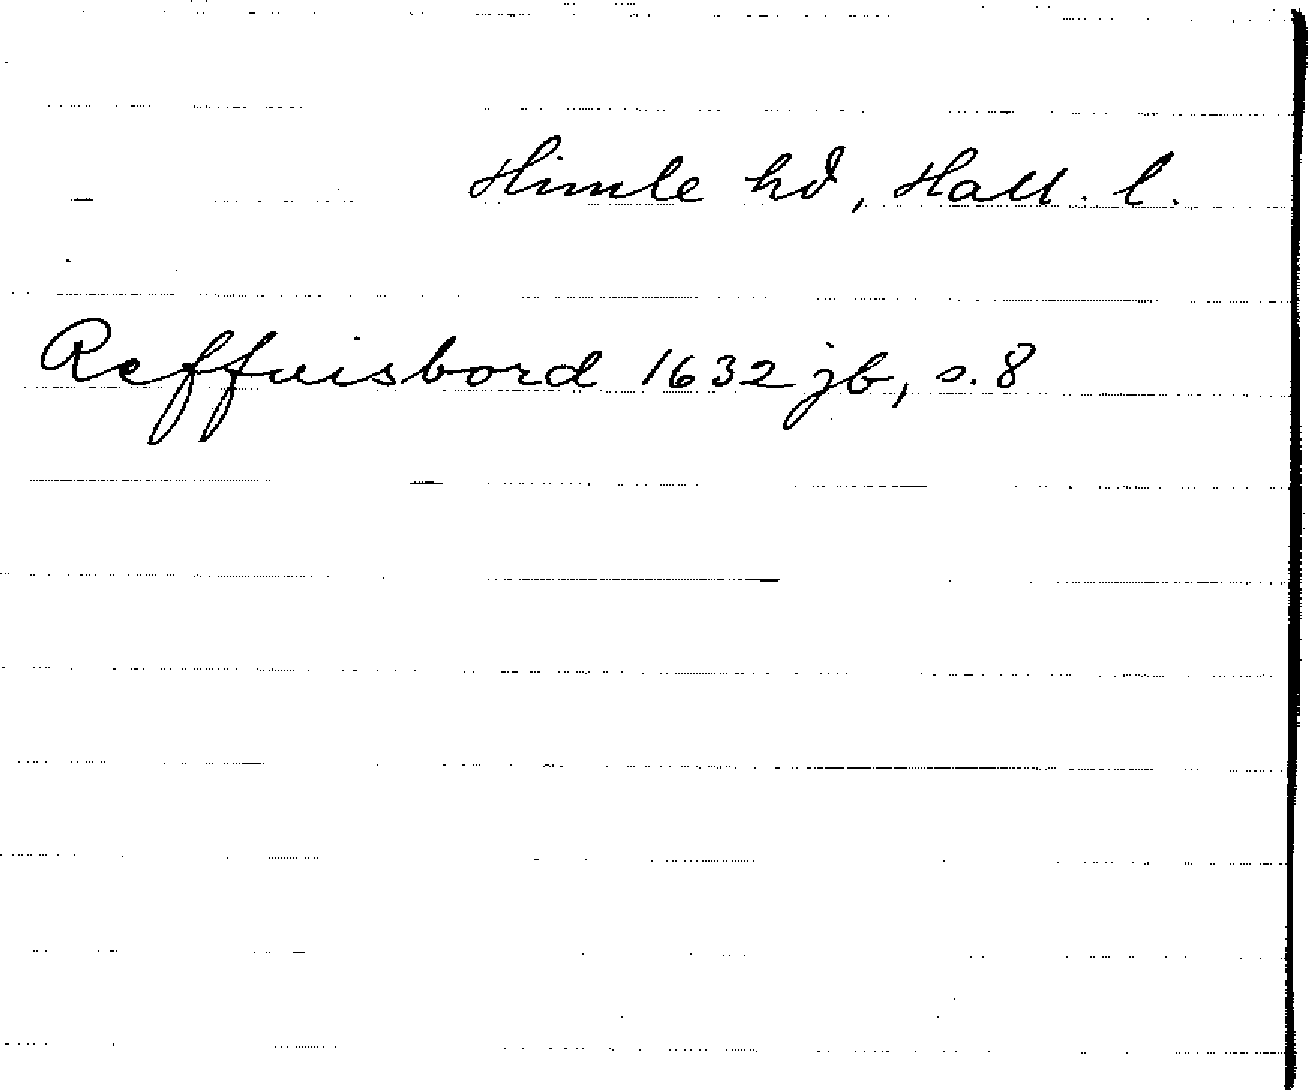 Himle hd, Hall. l.
Reffuisbord 1632 jb, s. 8